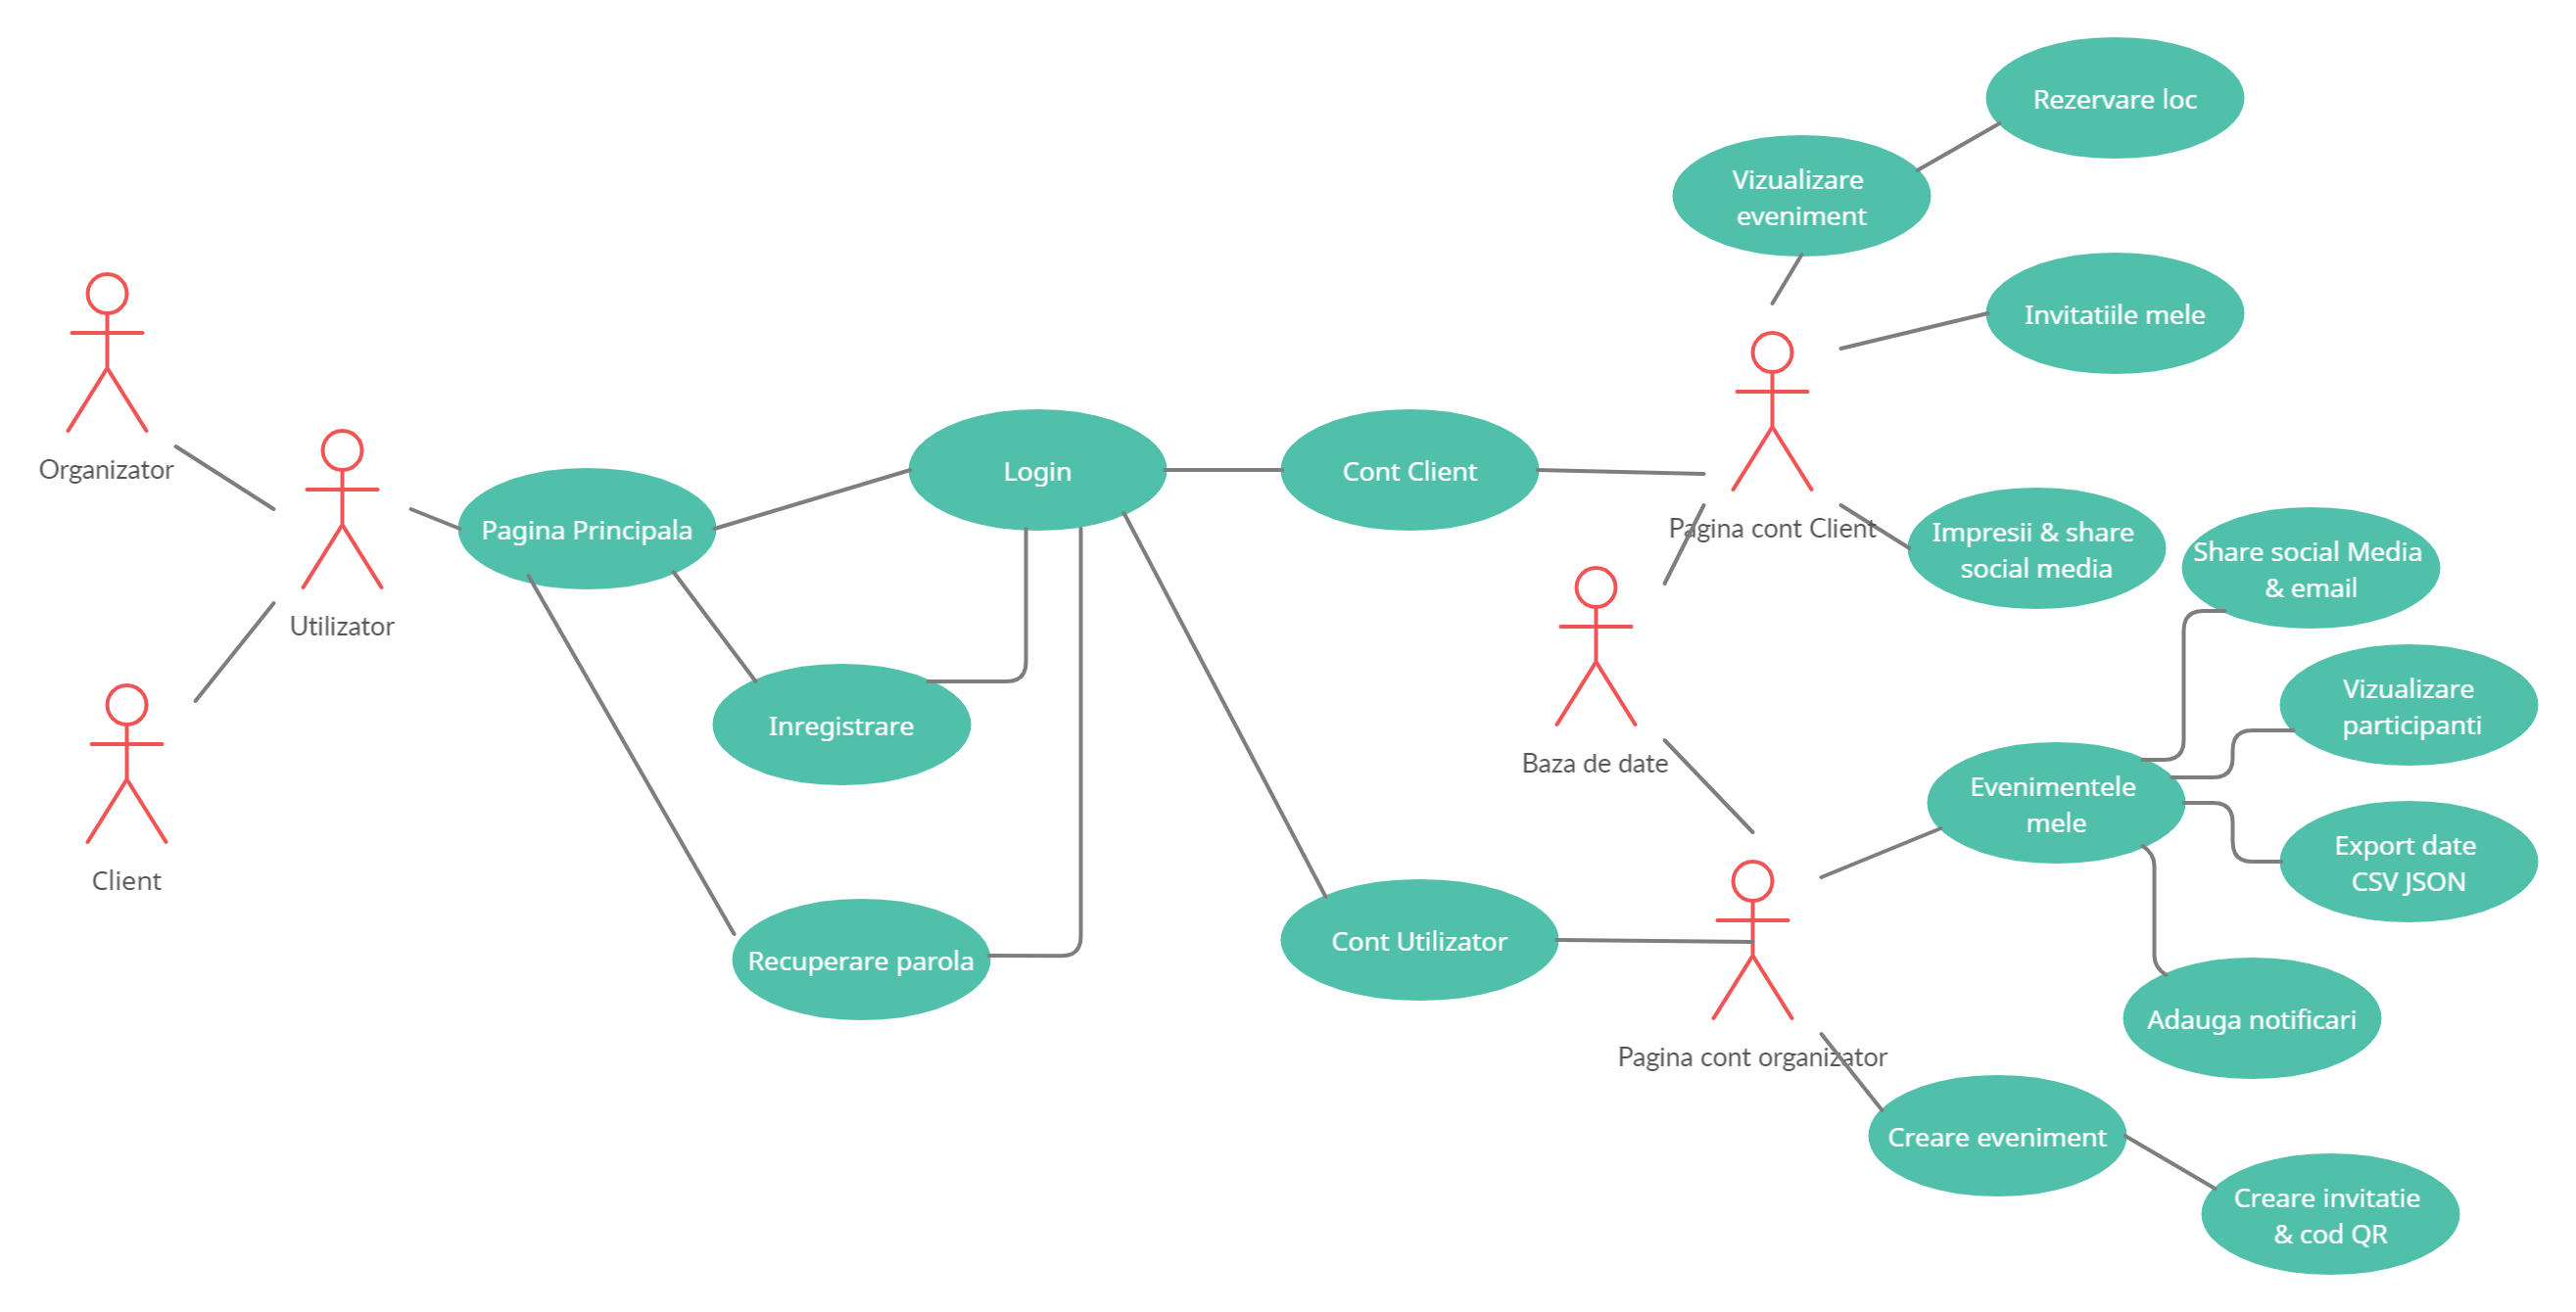 Rezervare loc
Vizualizare
eveniment
Invitatiile mele
Organizator
Login
Cont Client
Pagina Principala
Pagina cont Client
Impresii & share
social media
Share social Media
& email
Utilizator
Vizualizare
participanti
Inregistrare
Baza de date
Evenimentele
mele
Export date
CSV JSON
Client
Cont Utilizator
Recuperare parola
Adauga notificari
Pagina cont organizator
Creare eveniment
Creare invitatie
& cod QR